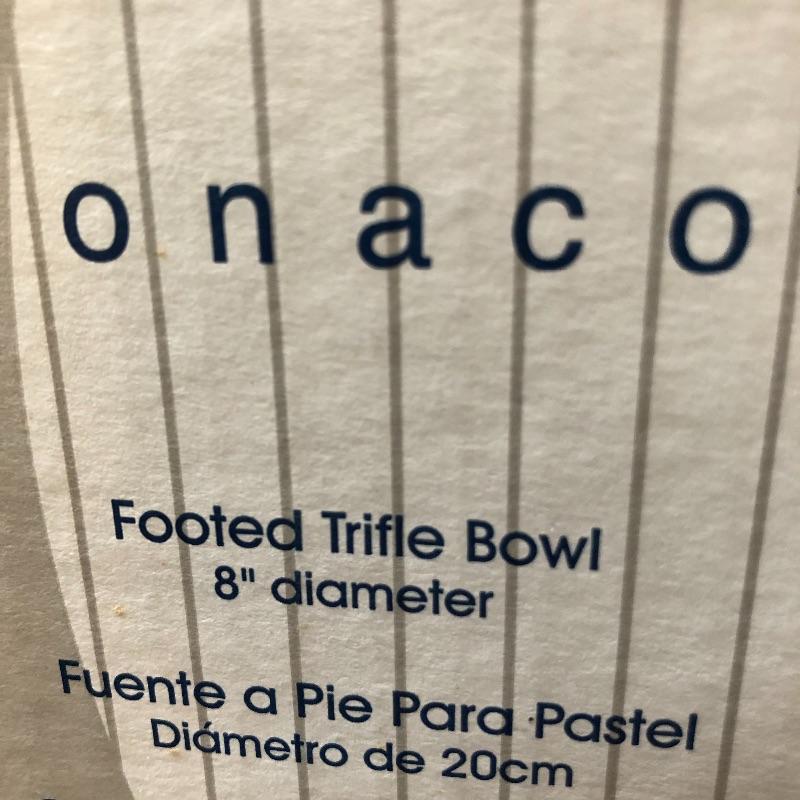 onaco
Footed Trifle Bowl
8" diameter
Fuente a Pie Para Pastel
Diámetro de 20cm